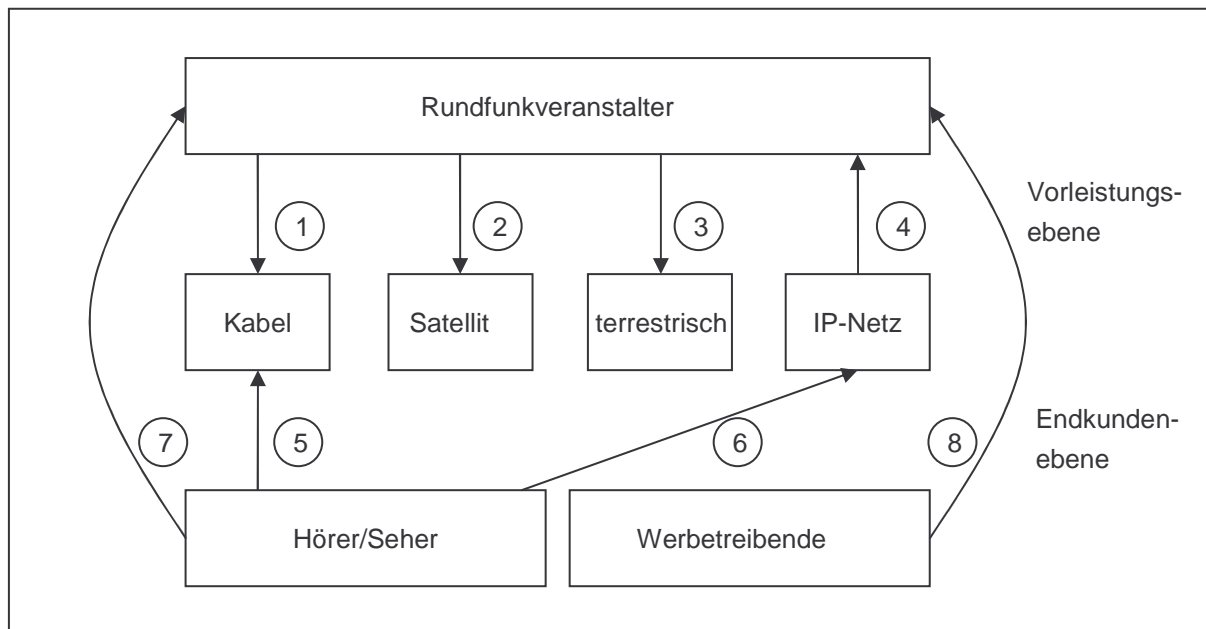 Rundfunkveranstalter
Vorleistungs-
ebene
1
2
3
4
Kabel
Satellit
terrestrisch
IP-Netz
Endkunden-
ebene
7
5
6
8
Hörer/Seher
Werbetreibende